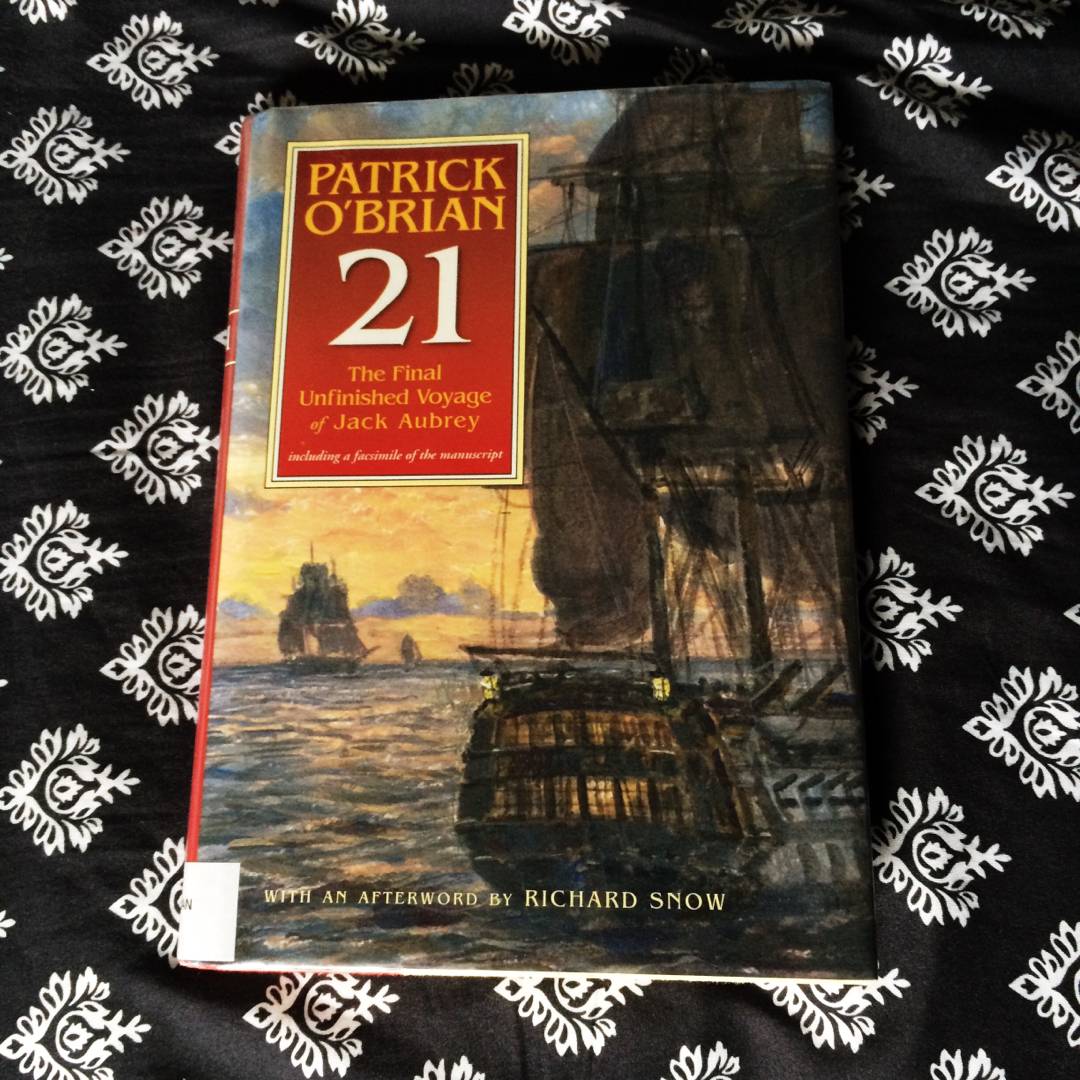 PATRICK
O'BRIAN
21
The Final
Unfinished Voyage
of Jack Aubrey
including a facsimile of the manuscript
WITH AN AFTERWORD BY RICHARD SNOW
AN